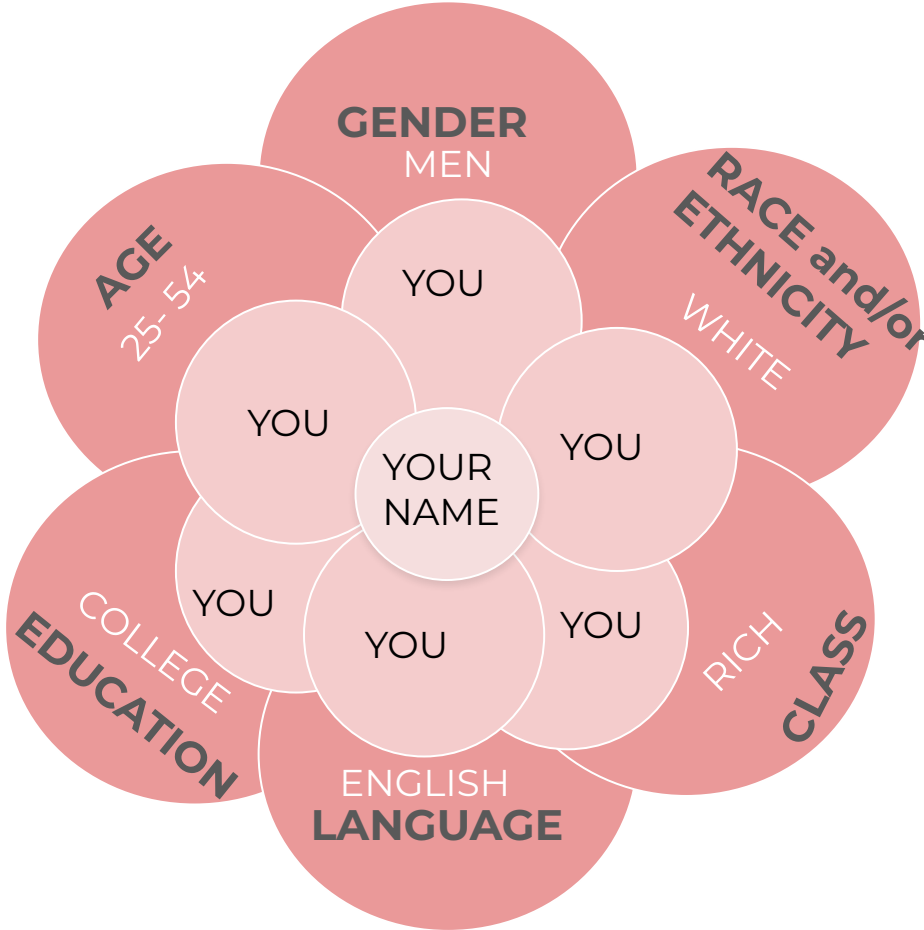 GENDER
MEN
RACE and/or
ETHNICITY
WHITE
AGE
25- 54
YOU
YOU
YOU
YOUR
NAME
YOU
YOU
YOU
COLLEGE
EDUCATION
RICH
CLASS
ENGLISH
LANGUAGE